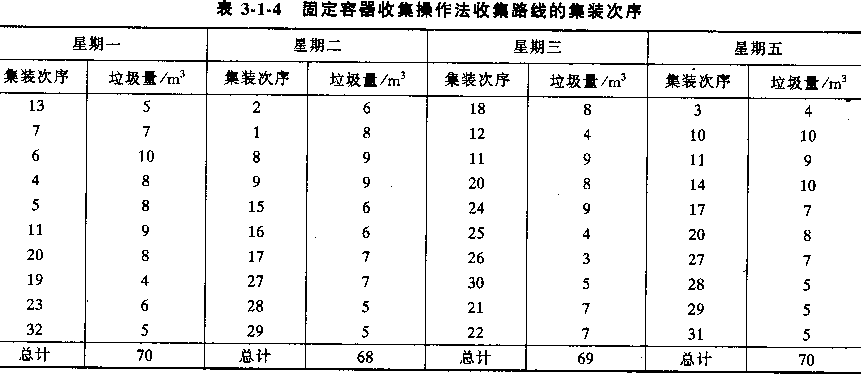 表 3-1-4 固定容器收集操作法收集路线的集装次序
星期一 星期二 星期三 星期五
集装次序 垃圾量/m³ 集装次序 垃圾量/m³ 集装次序 垃圾量/m³ 集装次序 垃圾量/m³
13 5 2 6 18 8 3 4
7 7 1 8 12 4 10 10
6 10 8 9 11 9 11 9
4 8 9 9 20 8 14 10
5 8 15 6 24 9 17 7
11 9 16 6 25 4 20 8
20 8 17 7 26 3 27 7
19 4 27 7 30 5 28 5
23 6 28 5 21 7 29 5
32 5 29 5 22 7 31 5
总计 70 总计 68 总计 69 总计 70